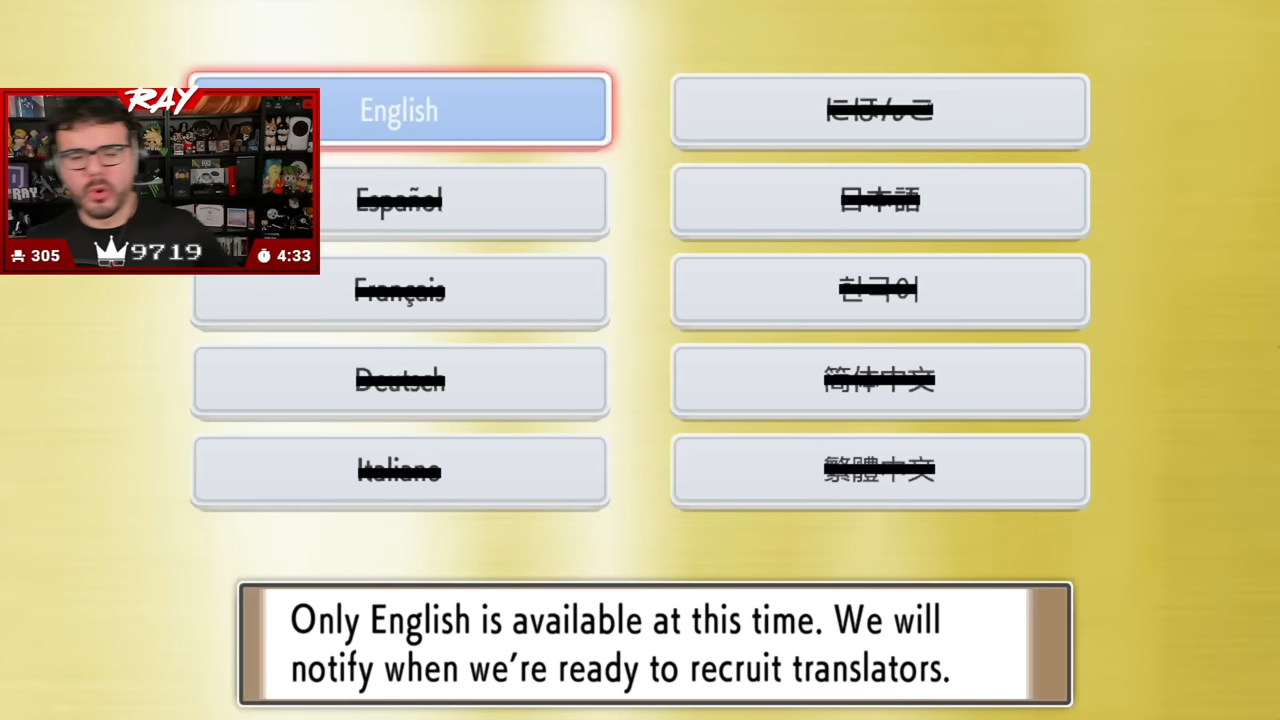 RAY
305
9719
4:33
English
Español
Français
Deutsch
Italiano
にほんご
日本語
한국어
简体中文
繁體中文
Only English is available at this time. We will
notify when we're ready to recruit translators.